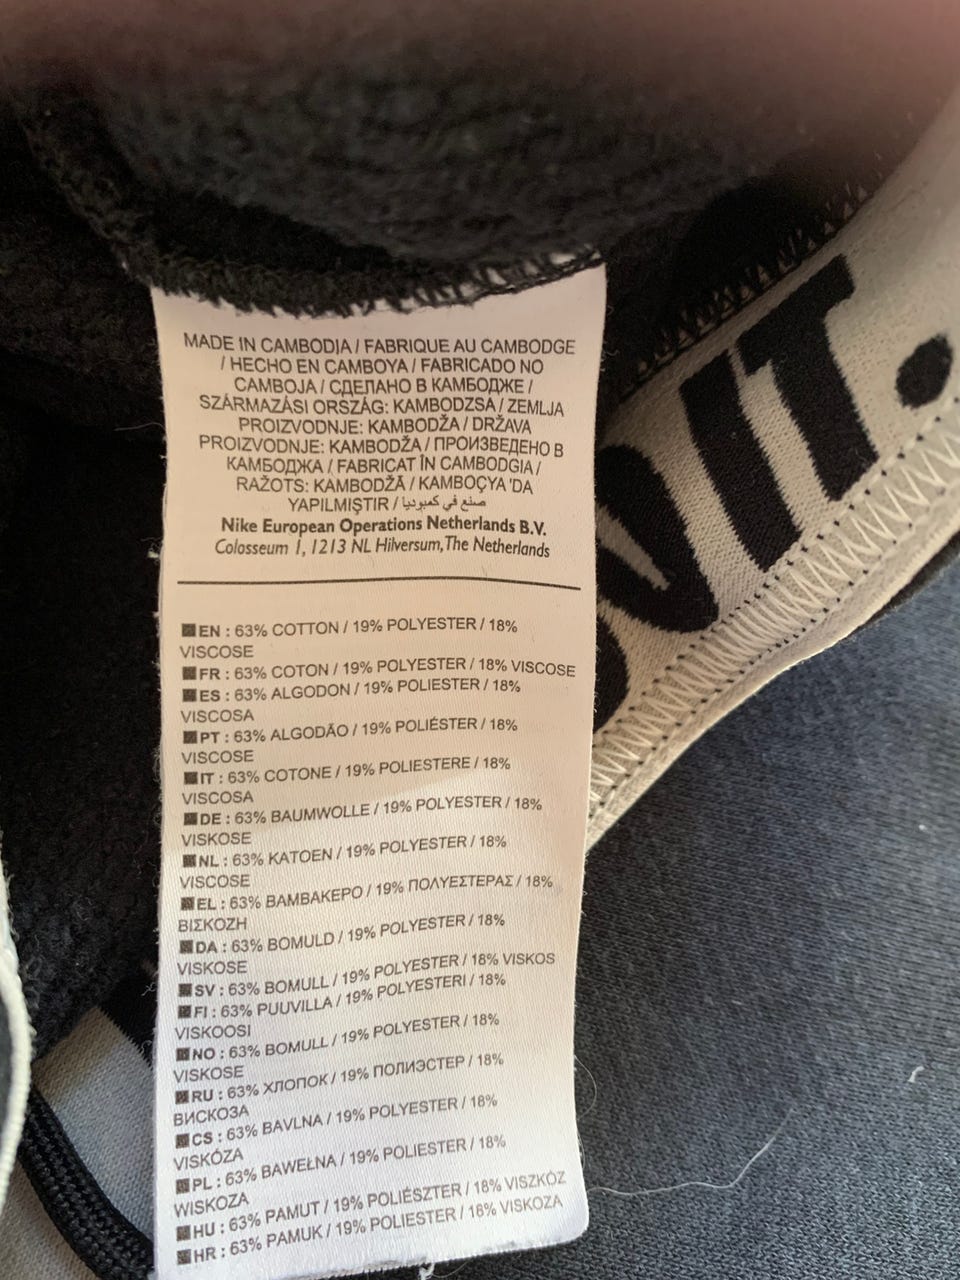 MADE IN CAMBODIA / FABRIQUE AU CAMBODGE
/ HECHO EN CAMBOYA / FABRICADO NO
CAMBOJA / СДЕЛАНО В КАМБОДЖЕ /
SZÁRMAZÁSI ORSZÁG: KAMBODZSA / ZEMLJA
PROIZVODNJE: KAMBODŽA / DRŽAVA
PROIZVODNJE: KAMBODŽA / ПРОИЗВЕДЕНО В
КАМБОДЖА / FABRICAT ÎN CAMBODGIA /
RAŽOTS: KAMBODŽĀ / KAMBOÇYA 'DA
YAPILMIŞTIR / صنع في كمبوديا
Nike European Operations Netherlands B.V.
Colosseum 1, 1213 NL Hilversum, The Netherlands
EN : 63% COTTON / 19% POLYESTER / 18%
VISCOSE
FR : 63% COTON / 19% POLYESTER / 18% VISCOSE
ES : 63% ALGODON / 19% POLIESTER / 18%
VISCOSA
PT : 63% ALGODÃO / 19% POLIÉSTER / 18%
VISCOSE
IT : 63% COTONE / 19% POLIESTERE / 18%
VISCOSA
DE : 63% BAUMWOLLE / 19% POLYESTER / 18%
VISKOSE
NL : 63% KATOEN / 19% POLYESTER / 18%
VISCOSE
EL : 63% ΒΑΜΒΑΚΕΡΟ / 19% ΠΟΛΥΕΣΤΕΡΑΣ / 18%
ΒΙΣΚΟΖΗ
DA : 63% BOMULD / 19% POLYESTER / 18%
VISKOSE
SV : 63% BOMULL / 19% POLYESTER / 18% VISKOS
FI : 63% PUUVILLA / 19% POLYESTERI / 18%
VISKOOSI
NO : 63% BOMULL / 19% POLYESTER / 18%
VISKOSE
RU : 63% ХЛОПОК / 19% ПОЛИЭСТЕР / 18%
ВИСКОЗА
CS : 63% BAVLNA / 19% POLYESTER / 18%
VISKÓZA
PL : 63% BAWEŁNA / 19% POLYESTER / 18%
WISKOZA
HU : 63% PAMUT / 19% POLIÉSZTER / 18% VISZKÓZ
HR : 63% PAMUK / 19% POLIESTER / 18% VISKOZA
IT.